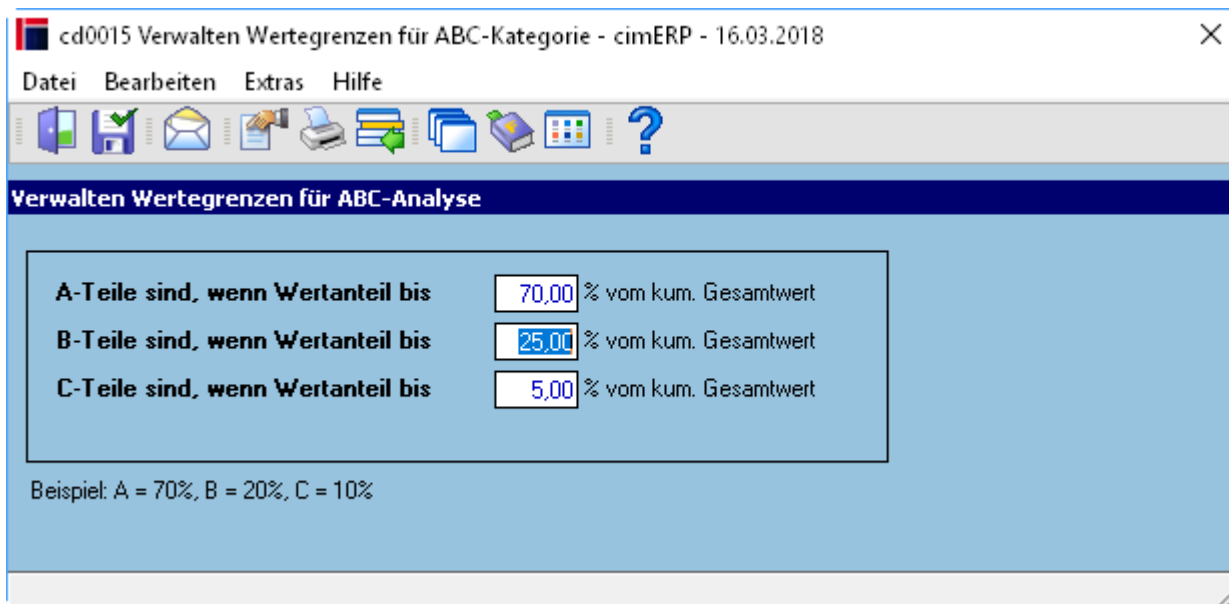 cd0015 Verwalten Wertegrenzen für ABC-Kategorie - cimERP - 16.03.2018
Datei Bearbeiten Extras Hilfe
Verwalten Wertegrenzen für ABC-Analyse
A-Teile sind, wenn Wertanteil bis 70,00 % vom kum. Gesamtwert
B-Teile sind, wenn Wertanteil bis 25,00 % vom kum. Gesamtwert
C-Teile sind, wenn Wertanteil bis 5,00 % vom kum. Gesamtwert
Beispiel: A = 70%, B = 20%, C = 10%